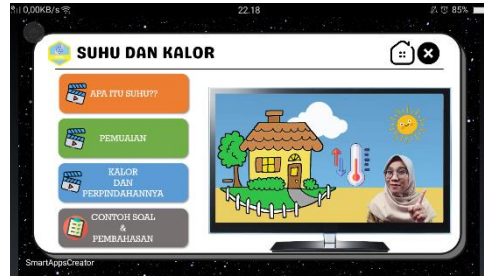 0,00KB/s
22.18
85%
SUHU DAN KALOR
APA ITU SUHU??
PEMUAIAN
KALOR
DAN
PERPINDAHANNYA
CONTOH SOAL
&
PEMBAHASAN
SmartAppsCreator